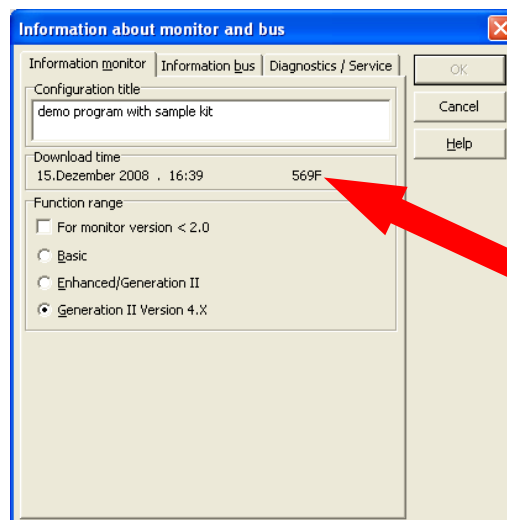 Information about monitor and bus
Information monitor Information bus Diagnostics / Service
OK
Configuration title
demo program with sample kit
Cancel
Help
Download time
15.Dezember 2008 . 16:39 569F
Function range
For monitor version < 2.0
Basic
Enhanced/Generation II
Generation II Version 4.X